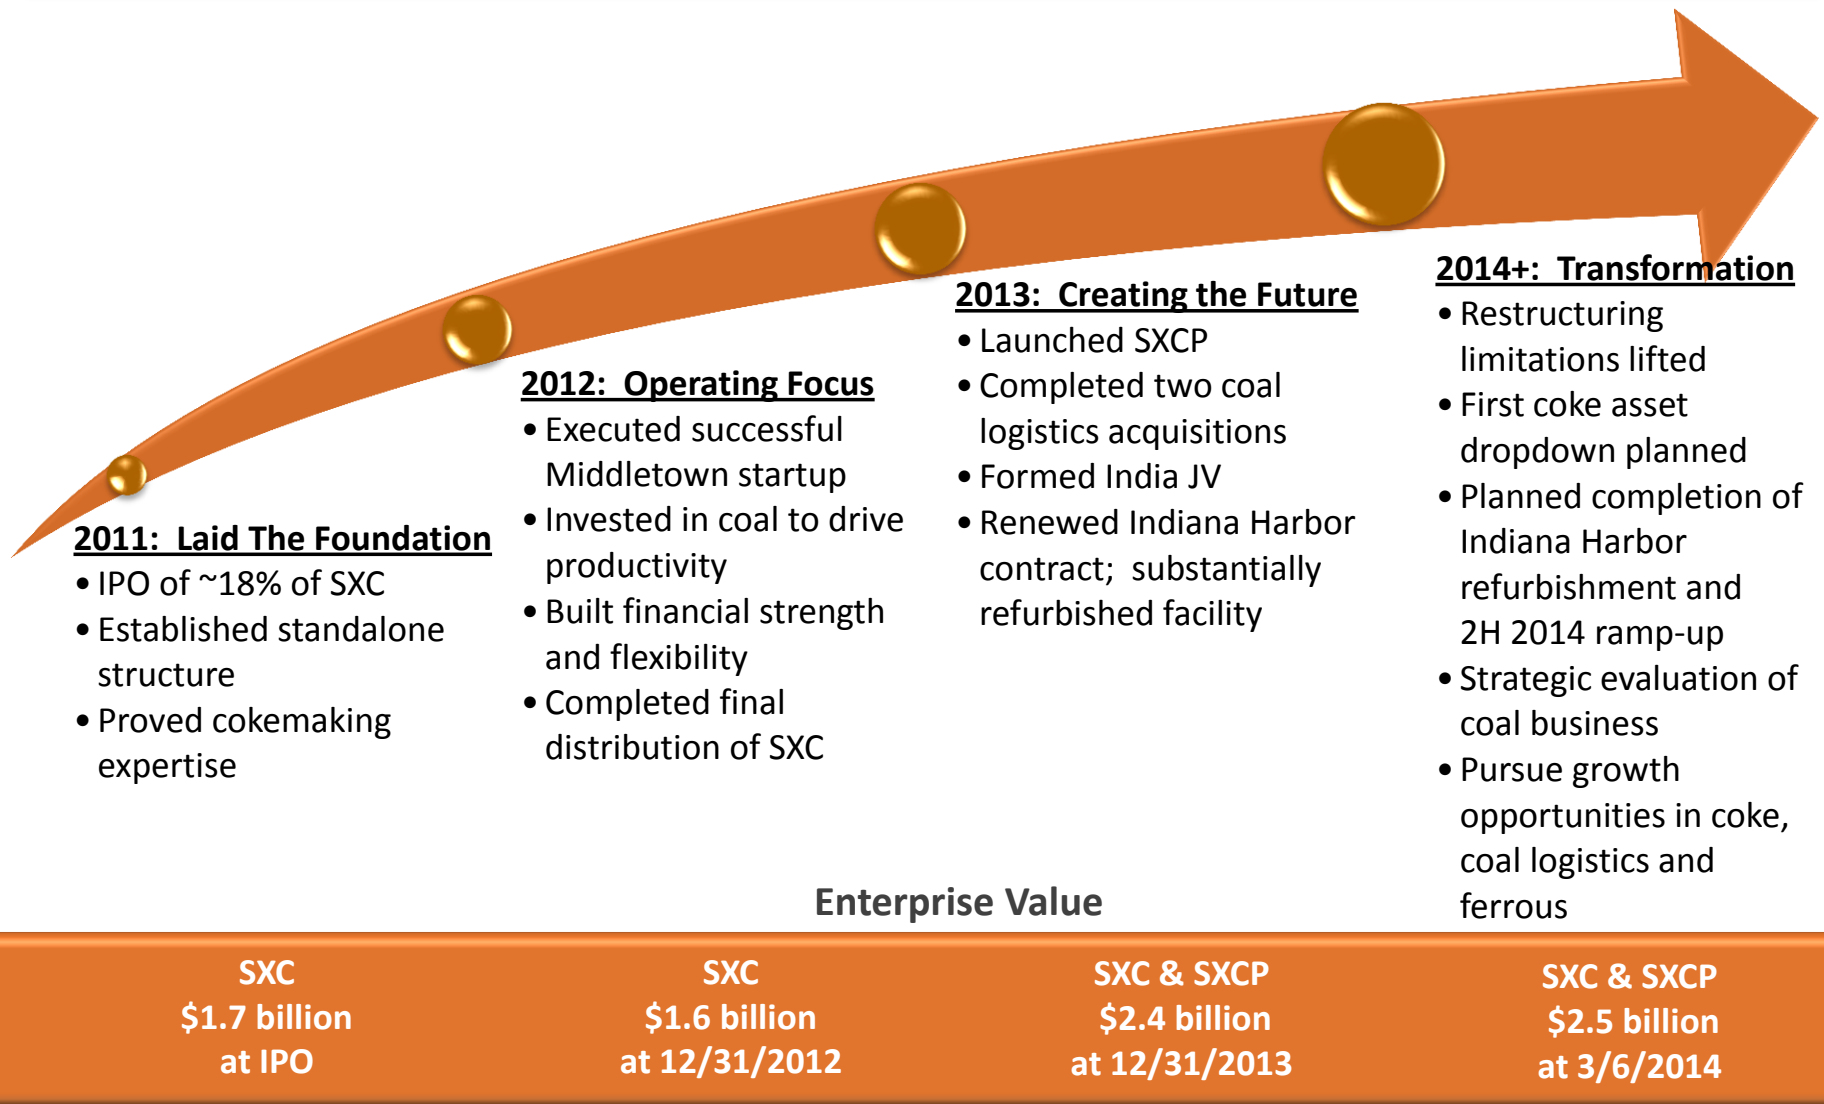 2011:  Laid The Foundation
• IPO of ~18% of SXC
• Established standalone
structure
• Proved cokemaking
expertise
2012:  Operating Focus
• Executed successful
Middletown startup
• Invested in coal to drive
productivity
• Built financial strength
and flexibility
• Completed final
distribution of SXC
2013:  Creating the Future
• Launched SXCP
• Completed two coal
logistics acquisitions
• Formed India JV
• Renewed Indiana Harbor
contract;  substantially
refurbished facility
2014+:  Transformation
• Restructuring
limitations lifted
• First coke asset
dropdown planned
• Planned completion of
Indiana Harbor
refurbishment and
2H 2014 ramp-up
• Strategic evaluation of
coal business
• Pursue growth
opportunities in coke,
coal logistics and
ferrous
Enterprise Value
SXC
$1.7 billion
at IPO
SXC
$1.6 billion
at 12/31/2012
SXC & SXCP
$2.4 billion
at 12/31/2013
SXC & SXCP
$2.5 billion
at 3/6/2014